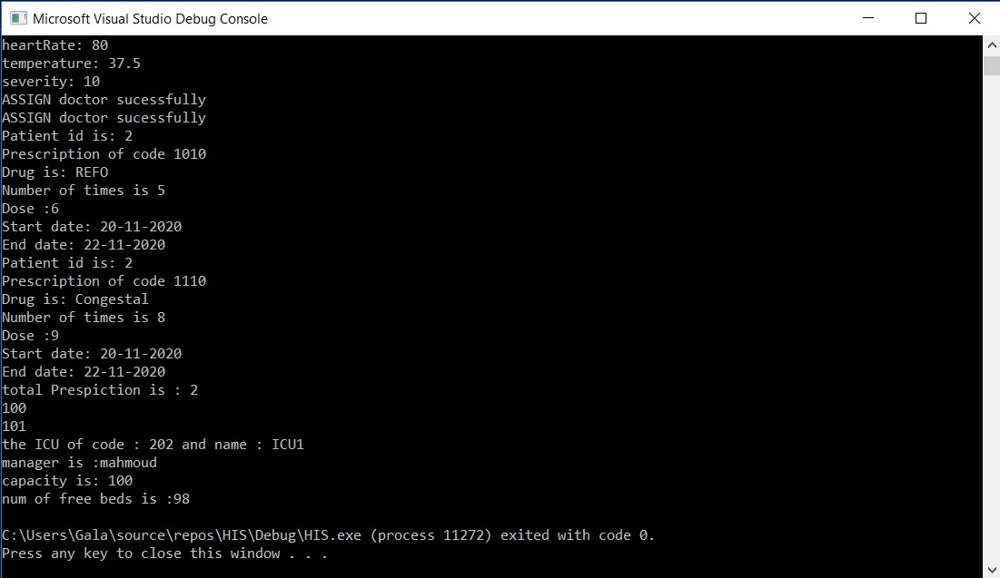 Microsoft Visual Studio Debug Console
heartRate: 80
temperature: 37.5
severity: 10
ASSIGN doctor sucessfully
ASSIGN doctor sucessfully
Patient id is: 2
Prescription of code 1010
Drug is: REFO
Number of times is 5
Dose :6
Start date: 20-11-2020
End date: 22-11-2020
Patient id is: 2
Prescription of code 1110
Drug is: Congestal
Number of times is 8
Dose :9
Start date: 20-11-2020
End date: 22-11-2020
total Prespiction is : 2
100
101
the ICU of code : 202 and name : ICU1
manager is :mahmoud
capacity is: 100
num of free beds is :98
C:\Users\Gala\source\repos\HIS\Debug\HIS.exe (process 11272) exited with code 0.
Press any key to close this window . . .